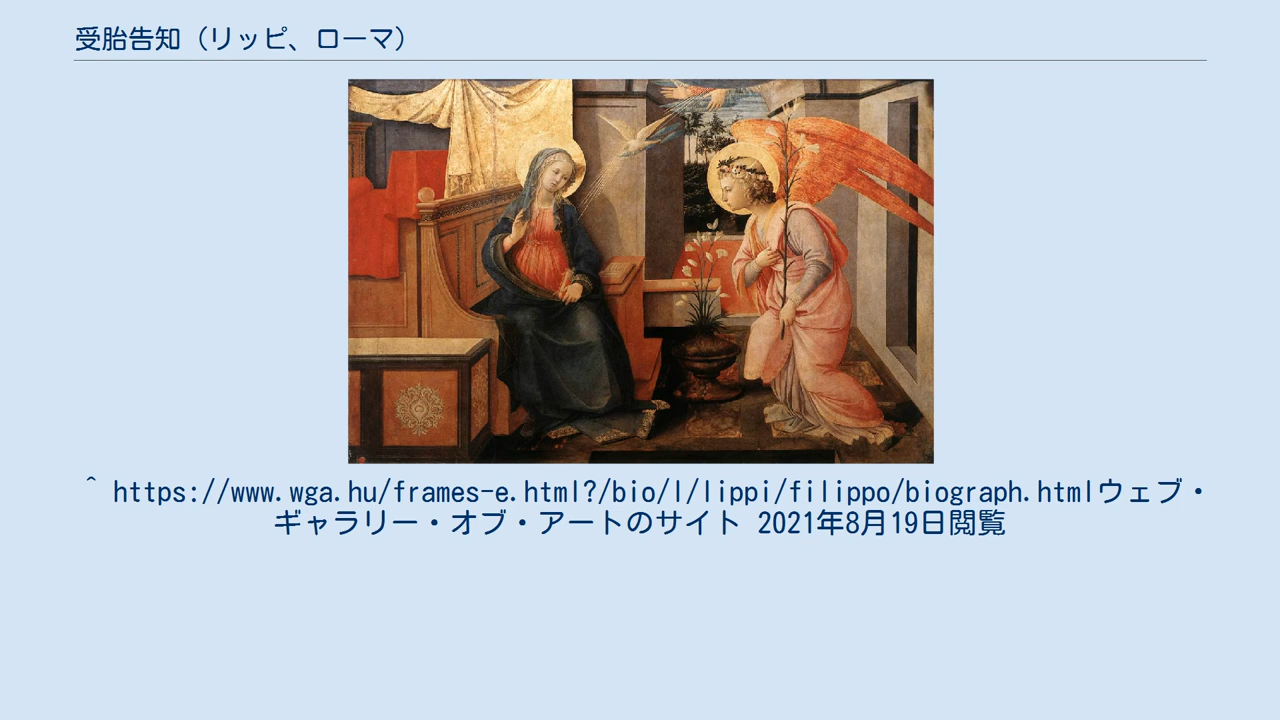 受胎告知（リッピ、ローマ）
^ https://www.wga.hu/frames-e.html?/bio/l/lippi/filippo/biograph.htmlウェブ・
ギャラリー・オブ・アートのサイト 2021年8月19日閲覧